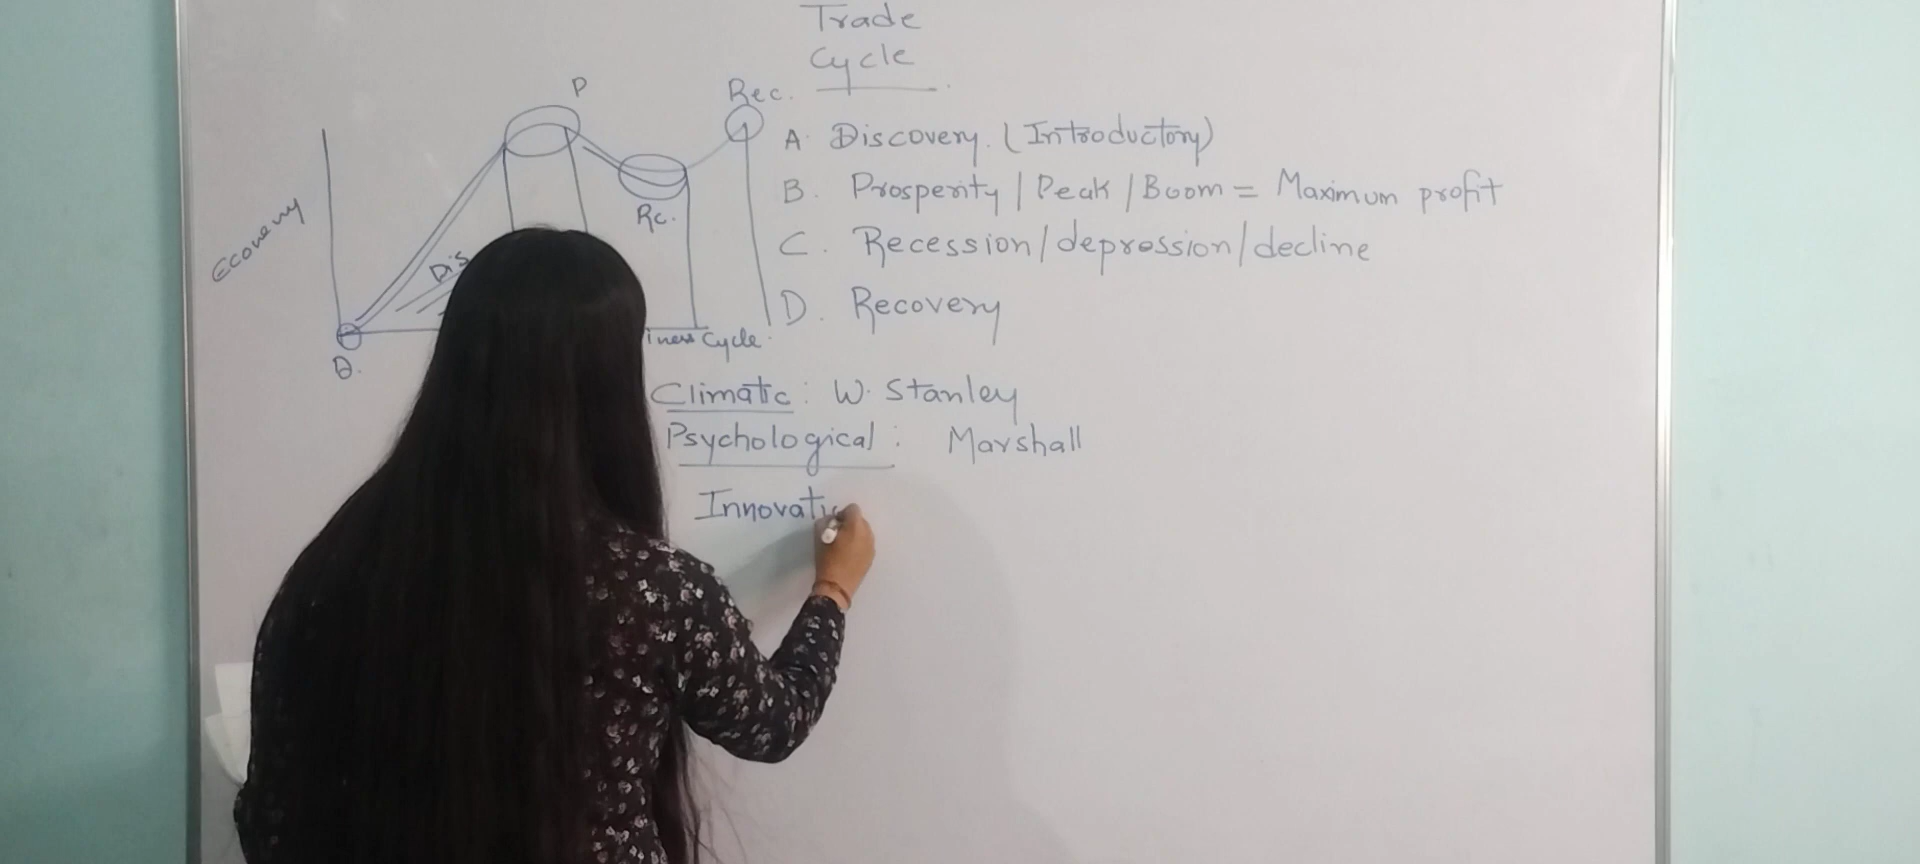 Trade
Cycle
P
Rec.
Economy
Rc.
Dis
D.
iness Cycle.
A. Discovery. (Introductory)
B. Prosperity / Peak / Boom = Maximum profit
C. Recession/depression/decline
D. Recovery
Climatic : W. Stanley
Psychological : Marshall
Innovati